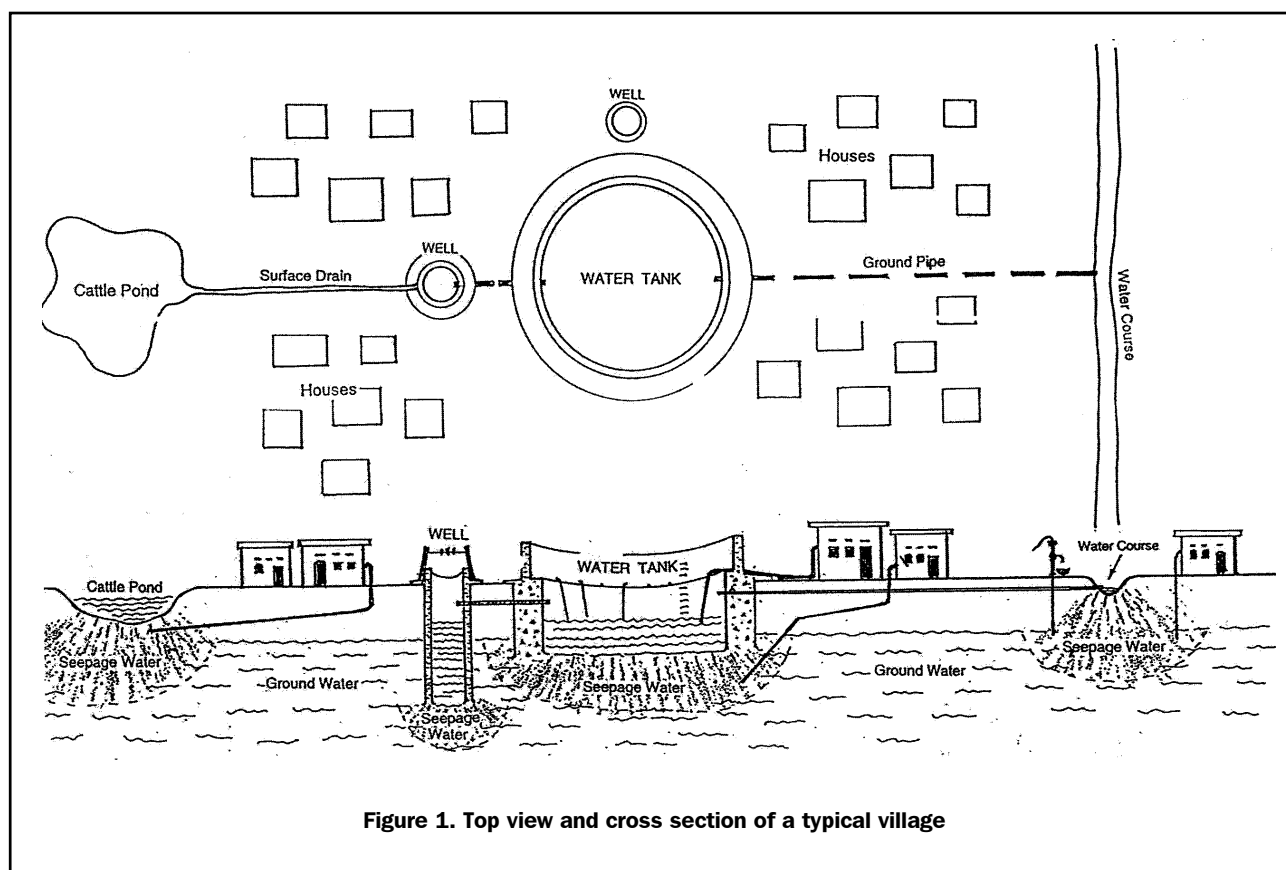 WELL
Houses
WELL
Surface Drain
Cattle Pond
WATER TANK
Ground Pipe
Water Course
Houses
WELL
WATER TANK
Water Course
Cattle Pond
Seepage Water
Ground Water
Seepage
Water
Seepage Water
Ground Water
Seepage Water
Figure 1. Top view and cross section of a typical village